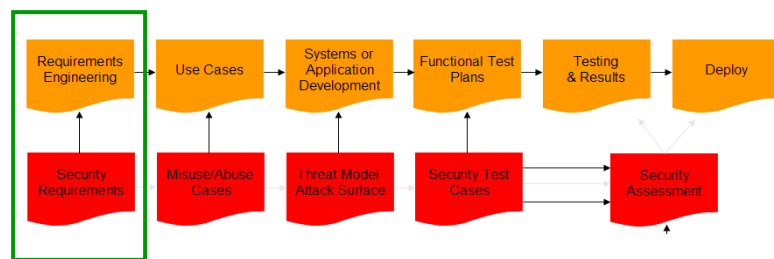 Requirements
Engineering
Use Cases
Systems or
Application
Development
Functional Test
Plans
Testing
& Results
Deploy
Security
Requirements
Misuse/Abuse
Cases
Threat Model
Attack Surface
Security Test
Cases
Security
Assessment